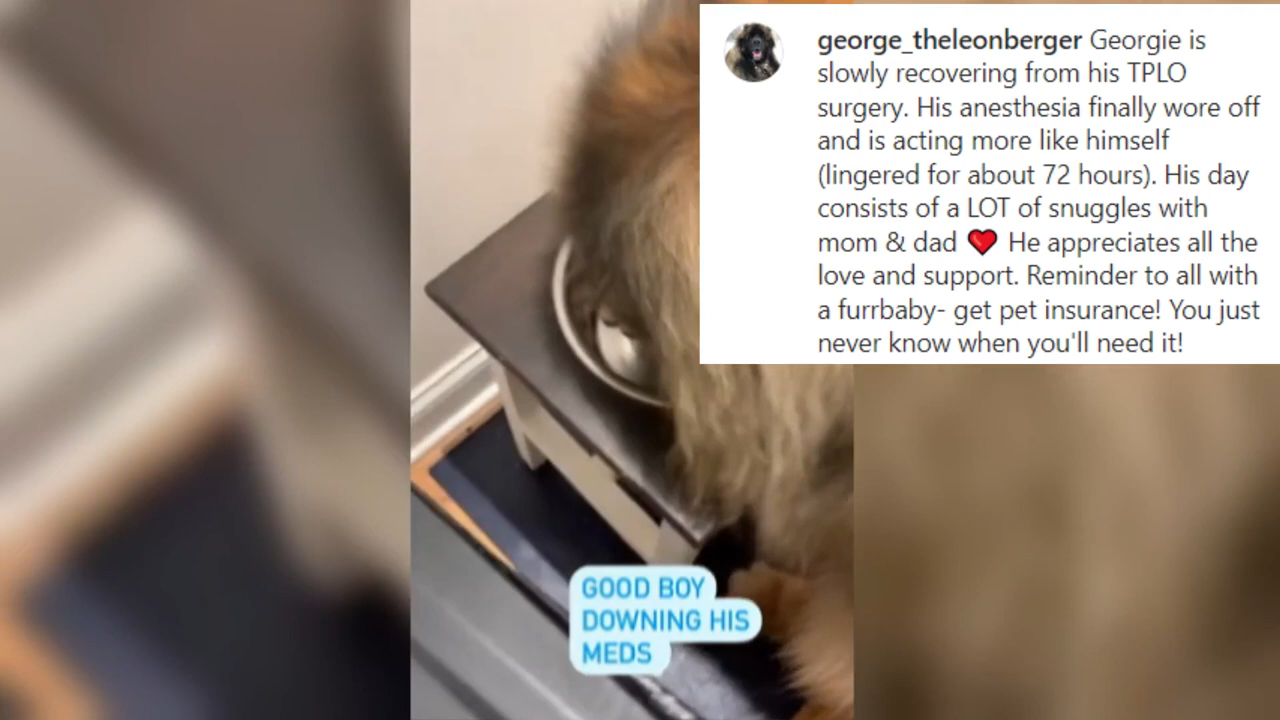 george_theleonberger Georgie is
slowly recovering from his TPLO
surgery. His anesthesia finally wore off
and is acting more like himself
(lingered for about 72 hours). His day
consists of a LOT of snuggles with
mom & dad ❤️ He appreciates all the
love and support. Reminder to all with
a furrbaby- get pet insurance! You just
never know when you'll need it!
GOOD BOY
DOWNING HIS
MEDS